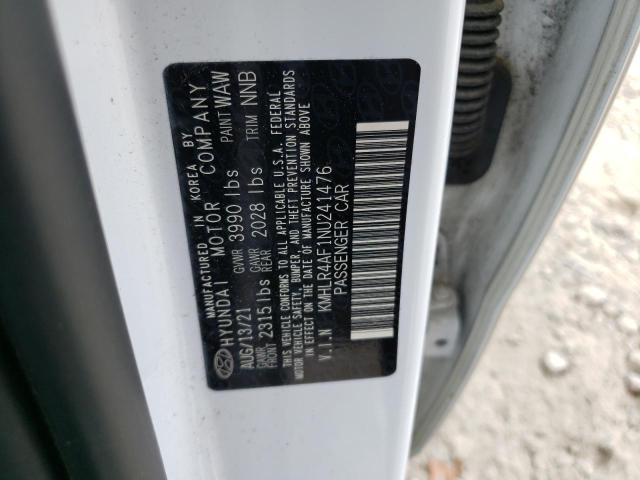 MANUFACTURED IN KOREA BY
HYUNDAI MOTOR COMPANY
AUG/13/21 GVWR 3990 lbs PAINT WAW
GAWR FRONT 2315 lbs GAWR REAR 2028 lbs TRIM NNB
THIS VEHICLE CONFORMS TO ALL APPLICABLE U.S.A. FEDERAL
MOTOR VEHICLE SAFETY, BUMPER, AND THEFT PREVENTION STANDARDS
IN EFFECT ON THE DATE OF MANUFACTURE SHOWN ABOVE
V.I.N KMHLR4AF1NU241476
PASSENGER CAR